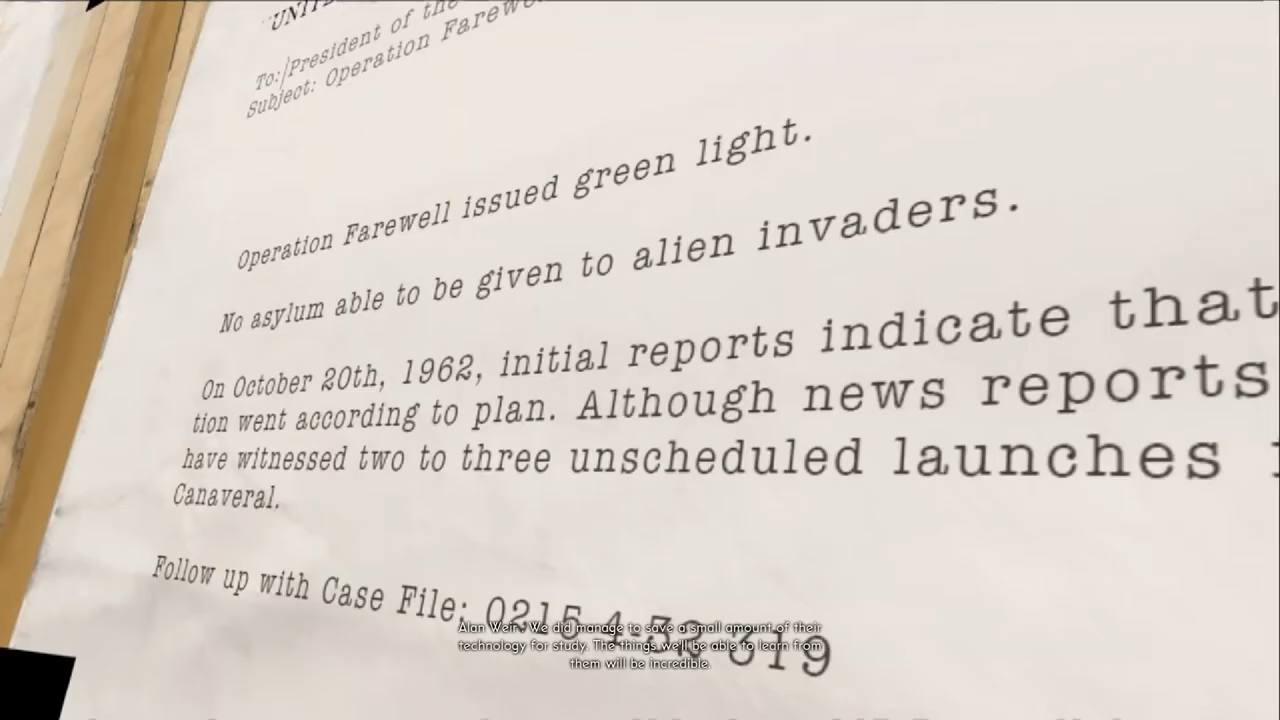 To: President of the
Subject: Operation Farewe
Operation Farewell issued green light.
No asylum able to be given to alien invaders.
On October 20th, 1962, initial reports indicate that
tion went according to plan. Although news reports
have witnessed two to three unscheduled launches
Canaveral.
Follow up with Case File: 0215 4-32 319
Alan Weir: We did manage to save a small amount of their
technology for study. The things we'll be able to learn from
them will be incredible.